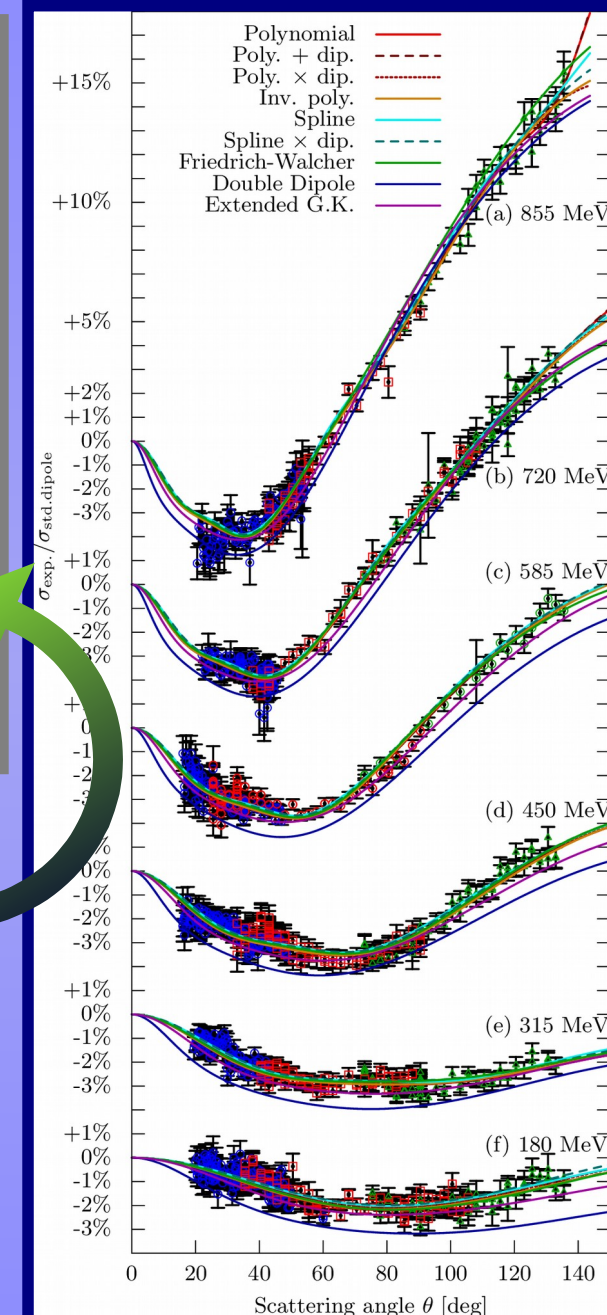 Polynomial
Poly. + dip.
Poly. × dip.
Inv. poly.
Spline
Spline × dip.
Friedrich-Walcher
Double Dipole
Extended G.K.
+15%
+10%
+5%
+2%
+1%
0%
-1%
-2%
-3%
(a) 855 MeV
+1%
0%
-1%
-2%
3%
(b) 720 MeV
(c) 585 MeV
0%
-1%
-2%
-3%
(d) 450 MeV
+1%
0%
-1%
-2%
-3%
(e) 315 MeV
+1%
0%
-1%
-2%
-3%
(f) 180 MeV
σexp./σstd.dipole
0 20 40 60 80 100 120 140
Scattering angle θ [deg]